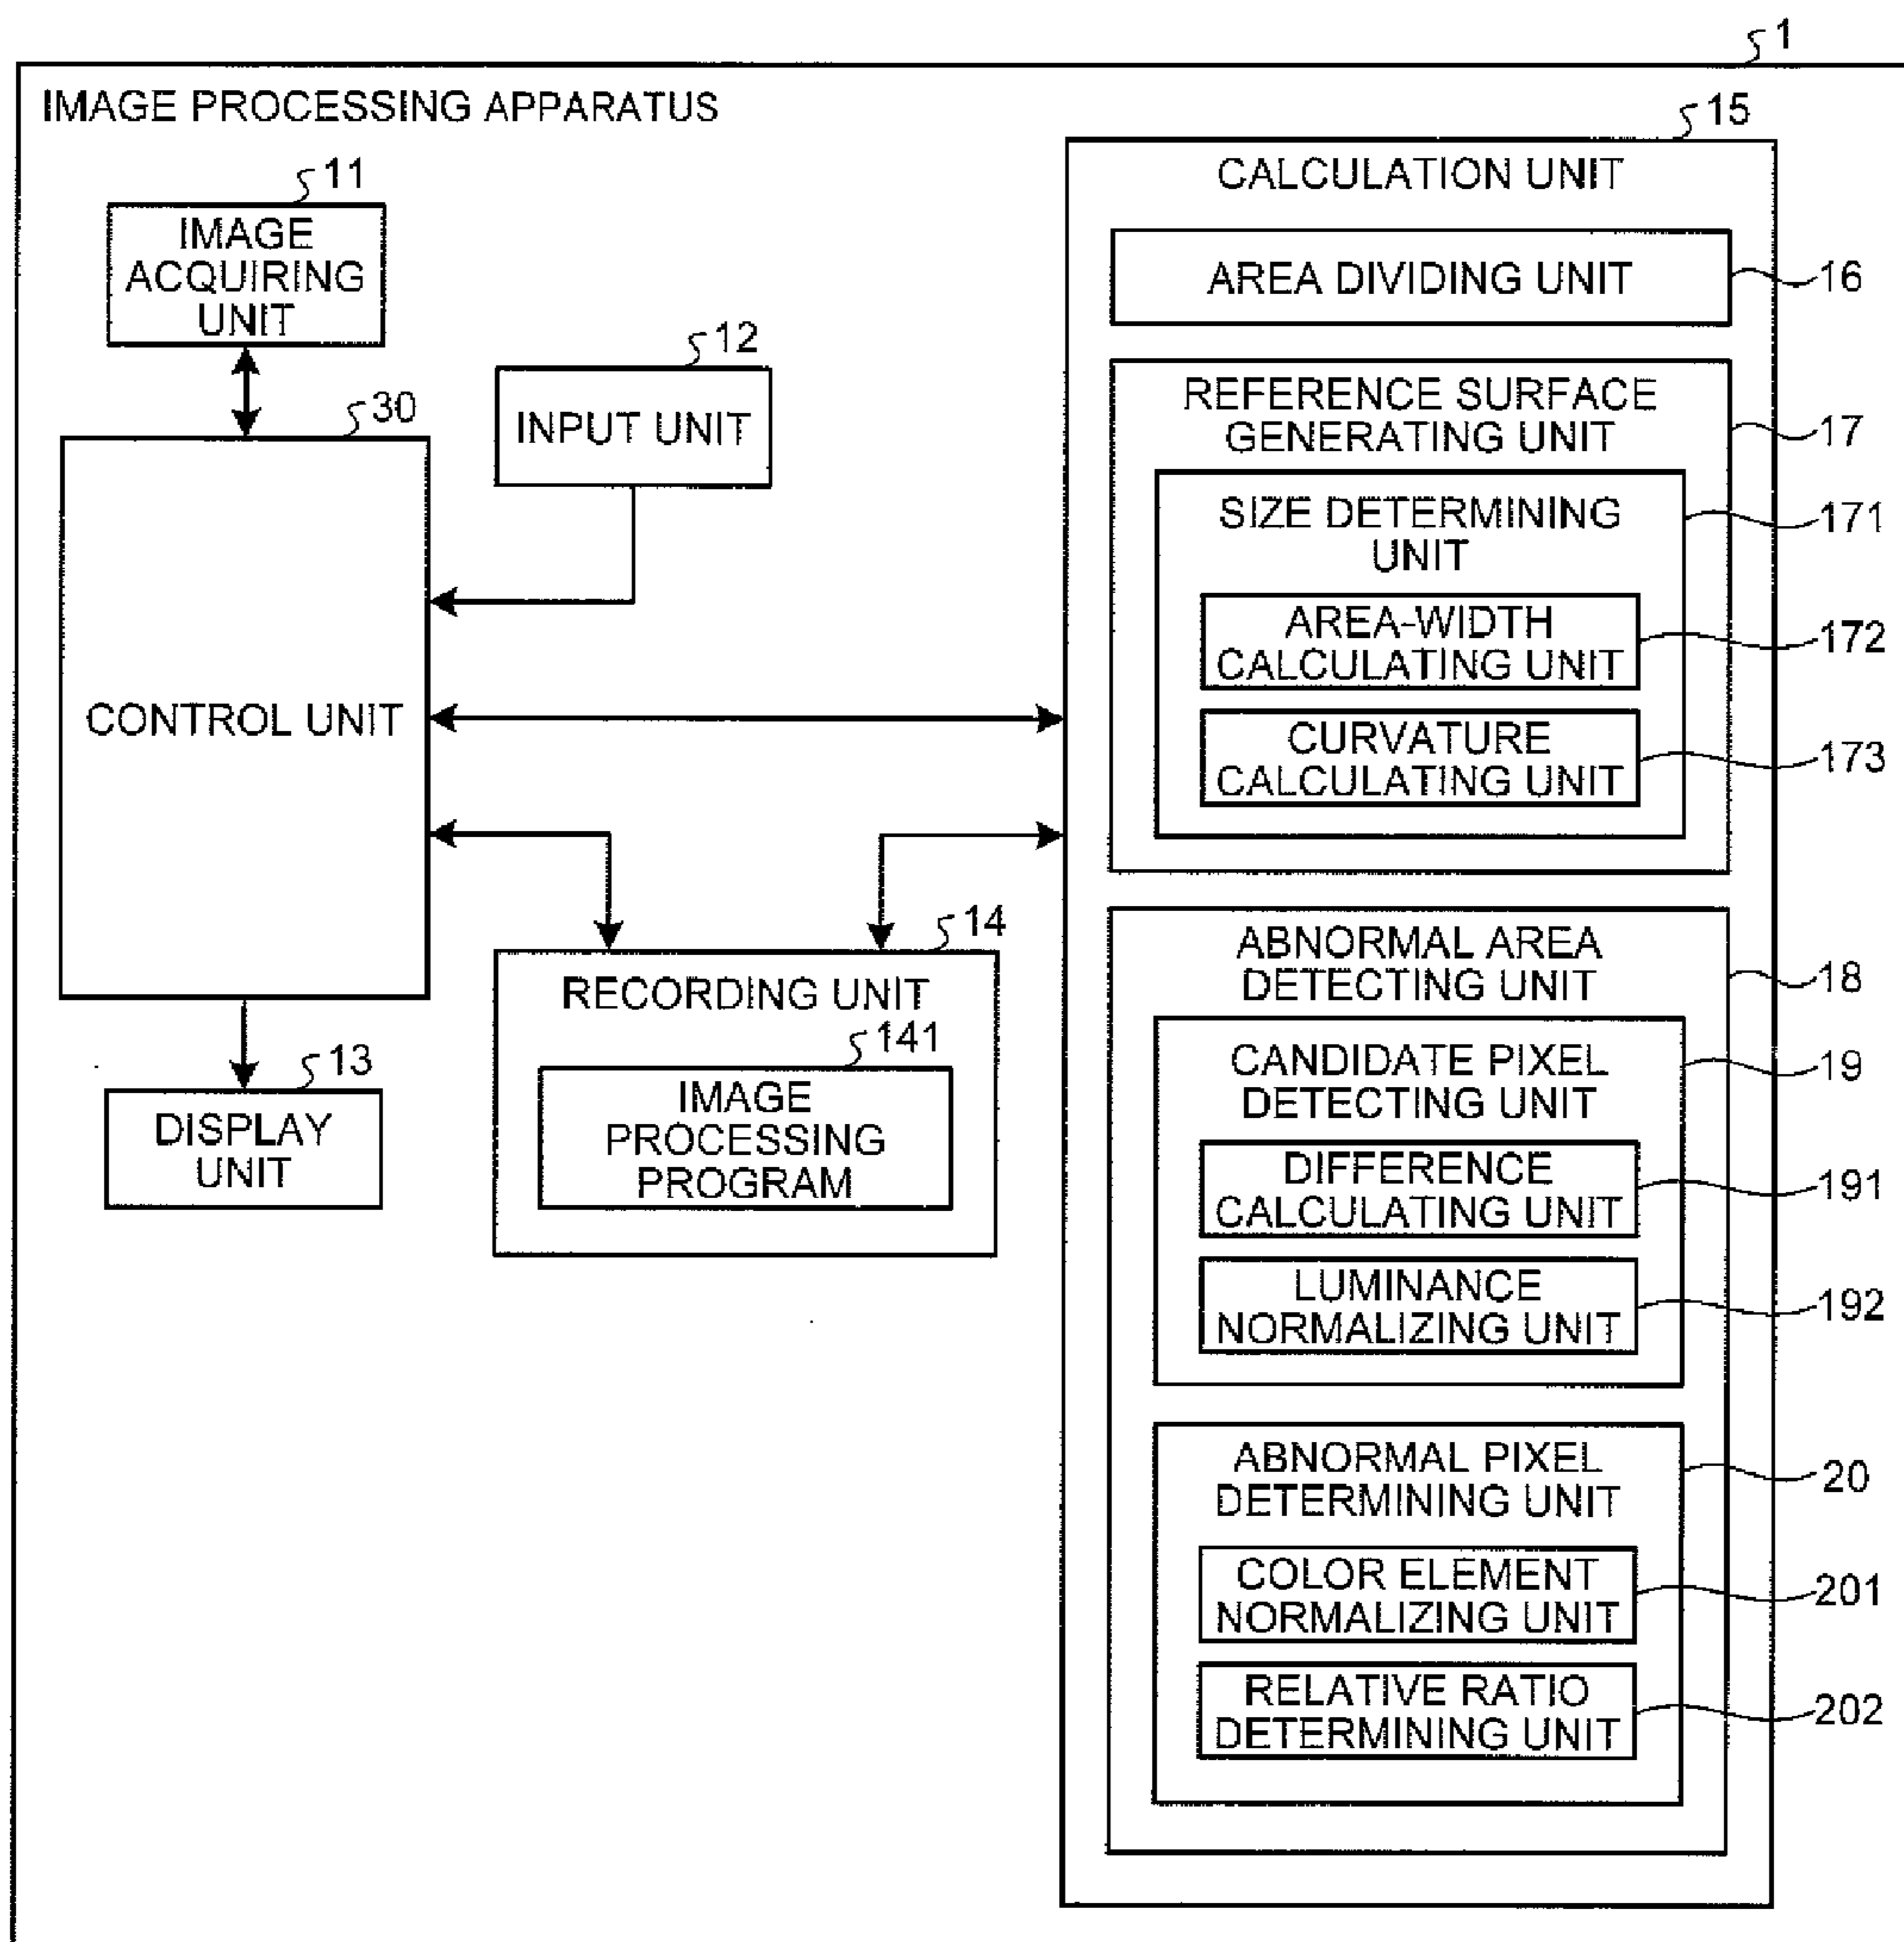 1
IMAGE PROCESSING APPARATUS
11
IMAGE
ACQUIRING
UNIT
12
INPUT UNIT
30
CONTROL UNIT
13
DISPLAY
UNIT
14
RECORDING UNIT
141
IMAGE
PROCESSING
PROGRAM
15
CALCULATION UNIT
AREA DIVIDING UNIT
16
REFERENCE SURFACE
GENERATING UNIT
17
SIZE DETERMINING
UNIT
171
AREA-WIDTH
CALCULATING UNIT
172
CURVATURE
CALCULATING UNIT
173
ABNORMAL AREA
DETECTING UNIT
18
CANDIDATE PIXEL
DETECTING UNIT
19
DIFFERENCE
CALCULATING UNIT
191
LUMINANCE
NORMALIZING UNIT
192
ABNORMAL PIXEL
DETERMINING UNIT
20
COLOR ELEMENT
NORMALIZING UNIT
201
RELATIVE RATIO
DETERMINING UNIT
202